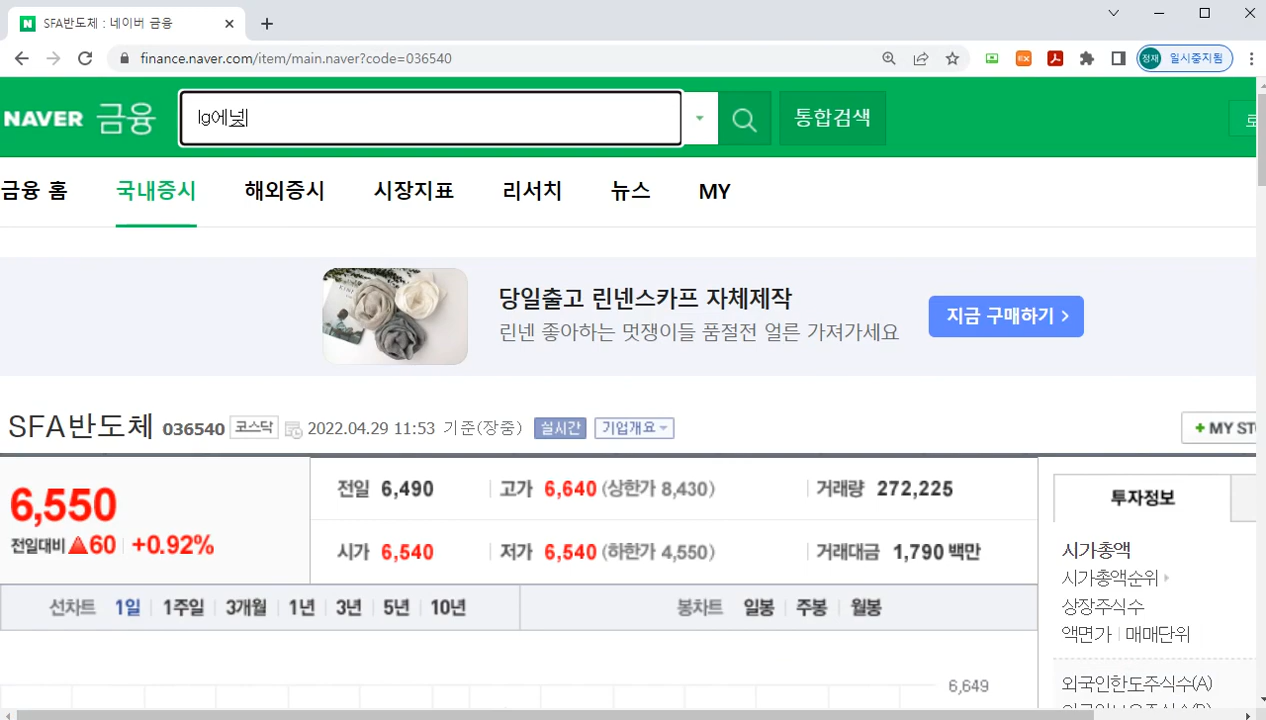 SFA반도체 : 네이버 금융
finance.naver.com/item/main.naver?code=036540
정재 일시중지됨
NAVER 금융 lg에넜 통합검색 로
금융 홈 국내증시 해외증시 시장지표 리서치 뉴스 MY
당일출고 린넨스카프 자체제작
린넨 좋아하는 멋쟁이들 품절전 얼른 가져가세요
지금 구매하기 >
SFA반도체 036540 코스닥 2022.04.29 11:53 기준(장중) 실시간 기업개요
+ MY ST
6,550
전일대비 ▲60 +0.92%
전일 6,490 고가 6,640 (상한가 8,430) 거래량 272,225
시가 6,540 저가 6,540 (하한가 4,550) 거래대금 1,790 백만
선차트 1일 1주일 3개월 1년 3년 5년 10년 봉차트 일봉 주봉 월봉
6,649
투자정보
시가총액
시가총액순위
상장주식수
액면가 매매단위
외국인한도주식수(A)
외국인보유주식수(B)